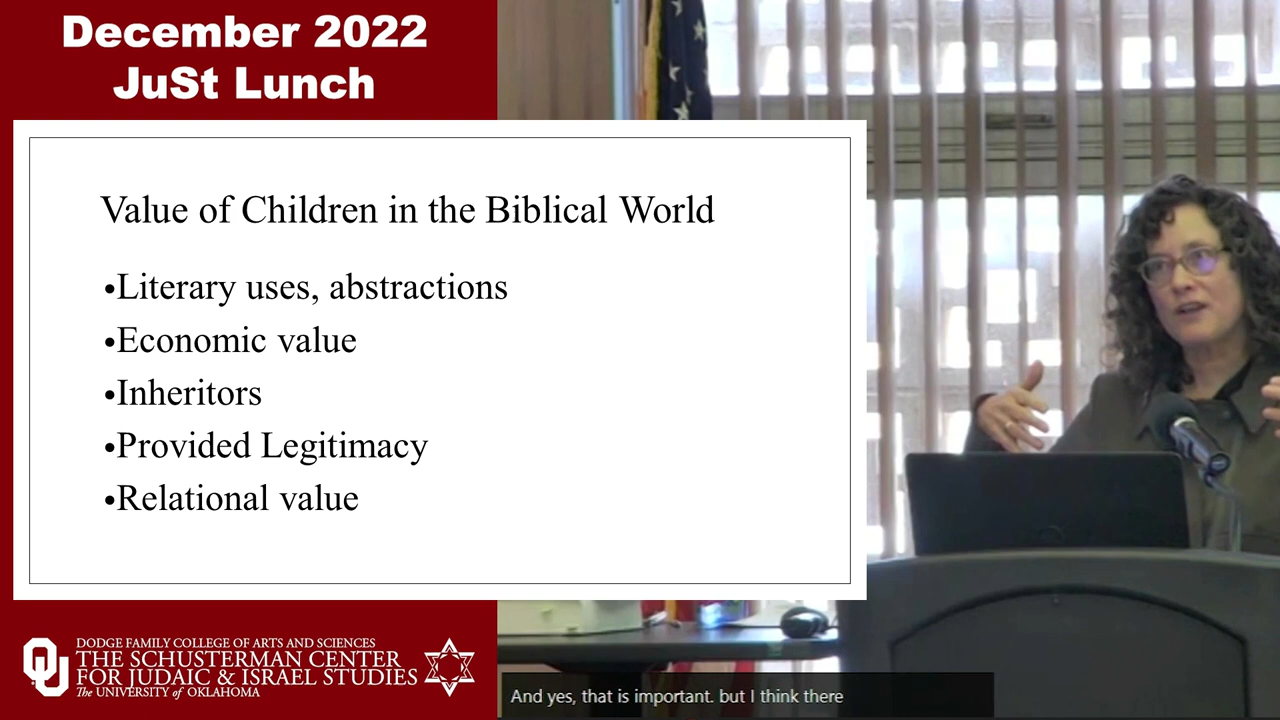 December 2022
JuSt Lunch
Value of Children in the Biblical World
•Literary uses, abstractions
•Economic value
•Inheritors
•Provided Legitimacy
•Relational value
OU
DODGE FAMILY COLLEGE OF ARTS AND SCIENCES
THE SCHUSTERMAN CENTER
FOR JUDAIC & ISRAEL STUDIES
The UNIVERSITY of OKLAHOMA
And yes, that is important. but I think there